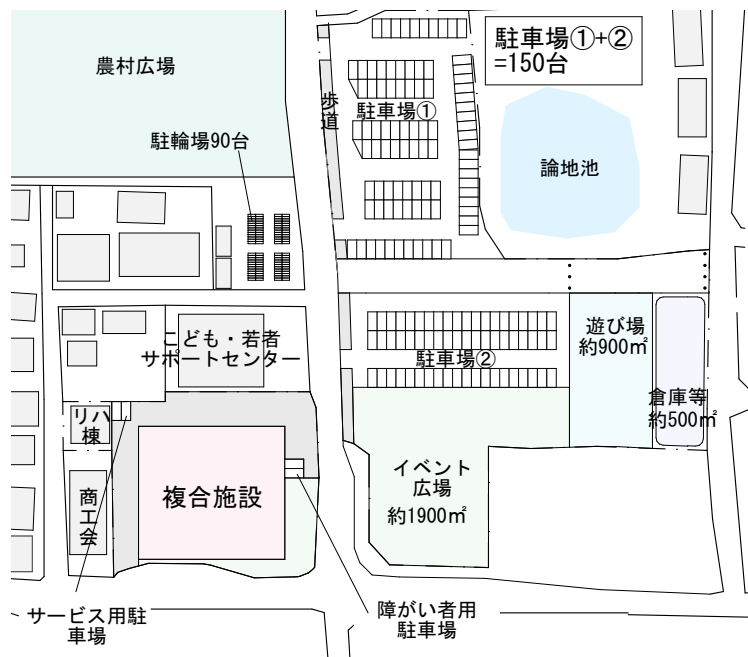 農村広場
駐車場①+②
=150台
歩道
駐車場①
駐輪場90台
論地池
こども・若者
サポートセンター
遊び場
約900㎡
駐車場②
倉庫等
約500㎡
リハ
棟
イベント
広場
約1900㎡
複合施設
商工会
サービス用駐
車場
障がい者用
駐車場